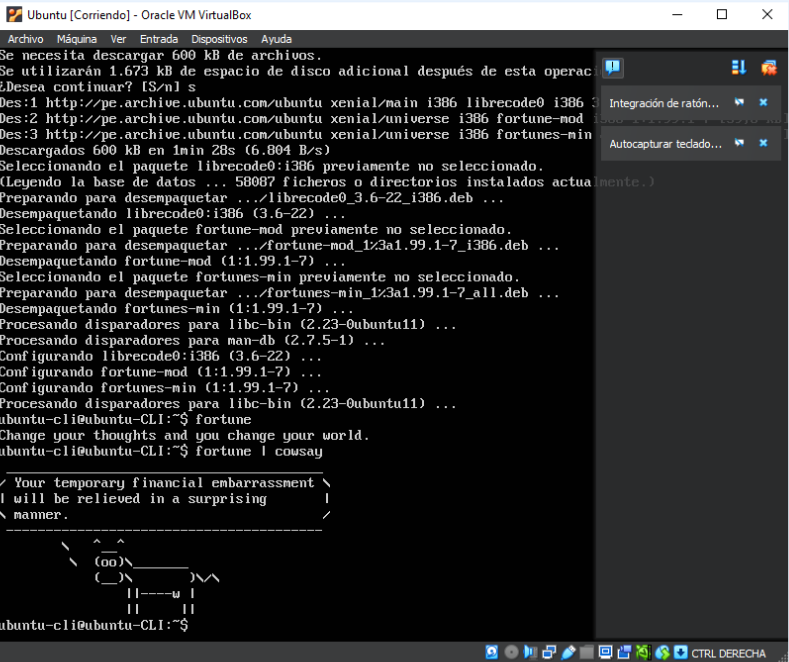 Ubuntu [Corriendo] - Oracle VM VirtualBox
Archivo Máquina Ver Entrada Dispositivos Ayuda
Se necesita descargar 600 kB de archivos.
Se utilizarán 1.673 kB de espacio de disco adicional después de esta operaci
¿Desea continuar? [S/n] s
Des:1 http://pe.archive.ubuntu.com/ubuntu xenial/main i386 librecode0 i386 3
Des:2 http://pe.archive.ubuntu.com/ubuntu xenial/universe i386 fortune-mod
Des:3 http://pe.archive.ubuntu.com/ubuntu xenial/universe i386 fortunes-min
Descargados 600 kB en 1min 28s (6.804 B/s)
Seleccionando el paquete librecode0:i386 previamente no seleccionado.
(Leyendo la base de datos ... 58087 ficheros o directorios instalados actualmente.)
Preparando para desempaquetar .../librecode0_3.6-22_i386.deb ...
Desempaquetando librecode0:i386 (3.6-22) ...
Seleccionando el paquete fortune-mod previamente no seleccionado.
Preparando para desempaquetar .../fortune-mod_1%3a1.99.1-7_i386.deb ...
Desempaquetando fortune-mod (1:1.99.1-7) ...
Seleccionando el paquete fortunes-min previamente no seleccionado.
Preparando para desempaquetar .../fortunes-min_1%3a1.99.1-7_all.deb ...
Desempaquetando fortunes-min (1:1.99.1-7) ...
Procesando disparadores para libc-bin (2.23-0ubuntu11) ...
Procesando disparadores para man-db (2.7.5-1) ...
Configurando librecode0:i386 (3.6-22) ...
Configurando fortune-mod (1:1.99.1-7) ...
Configurando fortunes-min (1:1.99.1-7) ...
Procesando disparadores para libc-bin (2.23-0ubuntu11) ...
ubuntu-cli@ubuntu-CLI:~$ fortune
Change your thoughts and you change your world.
ubuntu-cli@ubuntu-CLI:~$ fortune | cowsay
 ________________________________________
/ Your temporary financial embarrassment \
| will be relieved in a surprising       |
\ manner.                                /
 ----------------------------------------
        \   ^__^
         \  (oo)\_______
            (__)\       )\/\
                ||----w |
                ||     ||
ubuntu-cli@ubuntu-CLI:~$
Integración de ratón...
Autocapturar teclado...
CTRL DERECHA